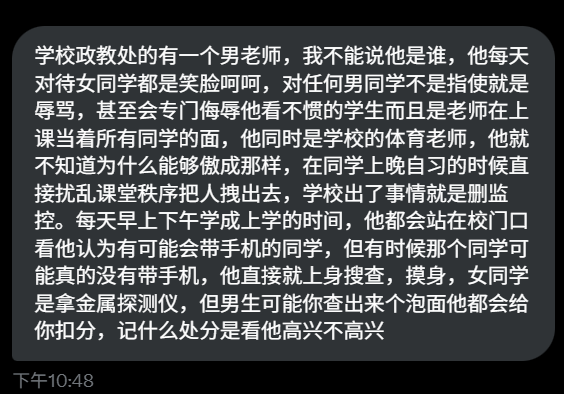 学校政教处的有一个男老师，我不能说他是谁，他每天
对待女同学都是笑脸呵呵，对任何男同学不是指使就是
辱骂，甚至会专门侮辱他看不惯的学生而且是老师在上
课当着所有同学的面，他同时是学校的体育老师，他就
不知道为什么能够傲成那样，在同学上晚自习的时候直
接扰乱课堂秩序把人拽出去，学校出了事情就是删监
控。每天早上下午学成上学的时间，他都会站在校门口
看他认为有可能会带手机的同学，但有时候那个同学可
能真的没有带手机，他直接就上身搜查，摸身，女同学
是拿金属探测仪，但男生可能你查出来个泡面他都会给
你扣分，记什么处分是看他高兴不高兴
下午10:48